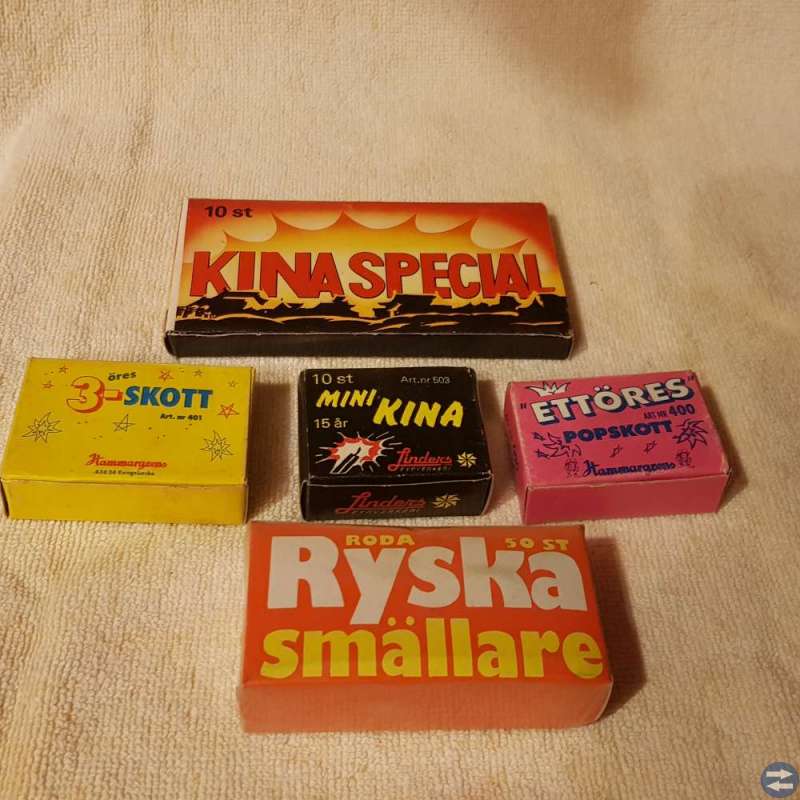 10 st
KINA SPECIAL
3-öres
SKOTT
Art. nr 401
Hammargrens
10 st
Art.nr 503
MINI KINA
15 år
Linders
Linders
"ETTÖRES"
ART NR 400
POPSKOTT
Hammargrens
RÖDA 50 ST
Ryska
smällare